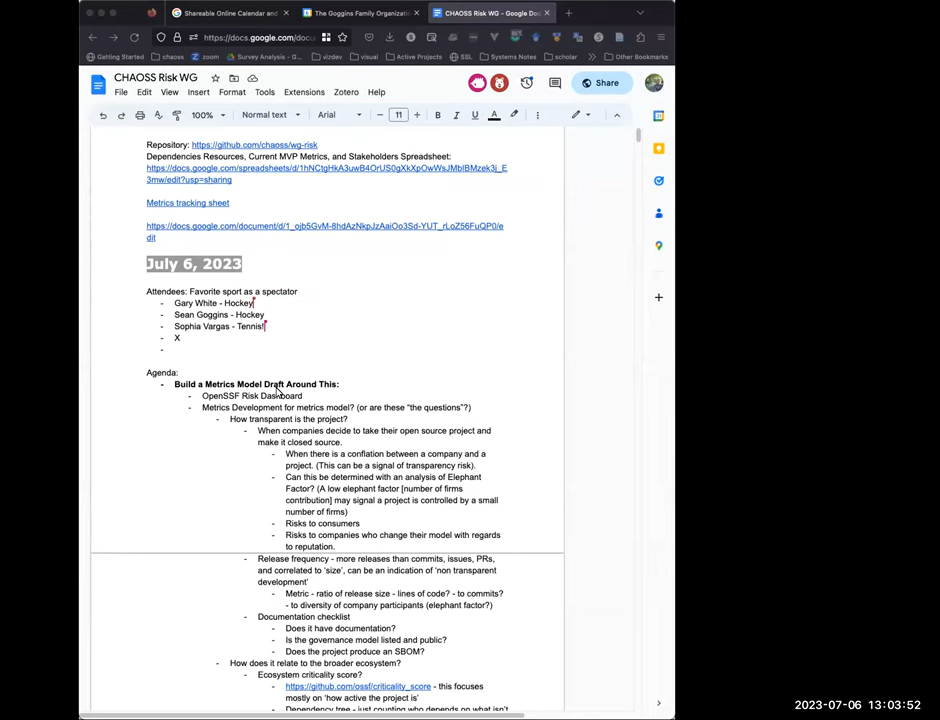 Shareable Online Calendar and
The Goggins Family Organizatio
CHAOSS Risk WG - Google Doc
https://docs.google.com/docu
Getting Started
chaoss
zoom
Survey Analysis - G...
vizdev
visual
Active Projects
SSL
Systems Notes
scholar
Other Bookmarks
CHAOSS Risk WG
File Edit View Insert Format Tools Extensions Zotero Help
Share
100% Normal text Arial 11
Repository: https://github.com/chaoss/wg-risk
Dependencies Resources, Current MVP Metrics, and Stakeholders Spreadsheet:
https://docs.google.com/spreadsheets/d/1hNCtgHkA3uwB4OrUS0gXkXpOwWsJMblBMzek3j_E
3mw/edit?usp=sharing
Metrics tracking sheet
https://docs.google.com/document/d/1_ojb5GvM-8hdAzNkpJzAaiOo3Sd-YUT_rLoZ56FuQP0/e
dit
July 6, 2023
Attendees: Favorite sport as a spectator
- Gary White - Hockey
- Sean Goggins - Hockey
- Sophia Vargas - Tennis!
- X
-
Agenda:
- Build a Metrics Model Draft Around This:
- OpenSSF Risk Dashboard
- Metrics Development for metrics model? (or are these "the questions"?)
- How transparent is the project?
- When companies decide to take their open source project and
make it closed source.
- When there is a conflation between a company and a
project. (This can be a signal of transparency risk).
- Can this be determined with an analysis of Elephant
Factor? (A low elephant factor [number of firms
contribution] may signal a project is controlled by a small
number of firms)
- Risks to consumers
- Risks to companies who change their model with regards
to reputation.
- Release frequency - more releases than commits, issues, PRs,
and correlated to 'size', can be an indication of 'non transparent
development'
- Metric - ratio of release size - lines of code? - to commits?
- to diversity of company participants (elephant factor?)
- Documentation checklist
- Does it have documentation?
- Is the governance model listed and public?
- Does the project produce an SBOM?
- How does it relate to the broader ecosystem?
- Ecosystem criticality score?
- https://github.com/ossf/criticality_score - this focuses
mostly on 'how active the project is'
- Dependency tree - just counting who depends on what isn't
2023-07-06 13:03:52